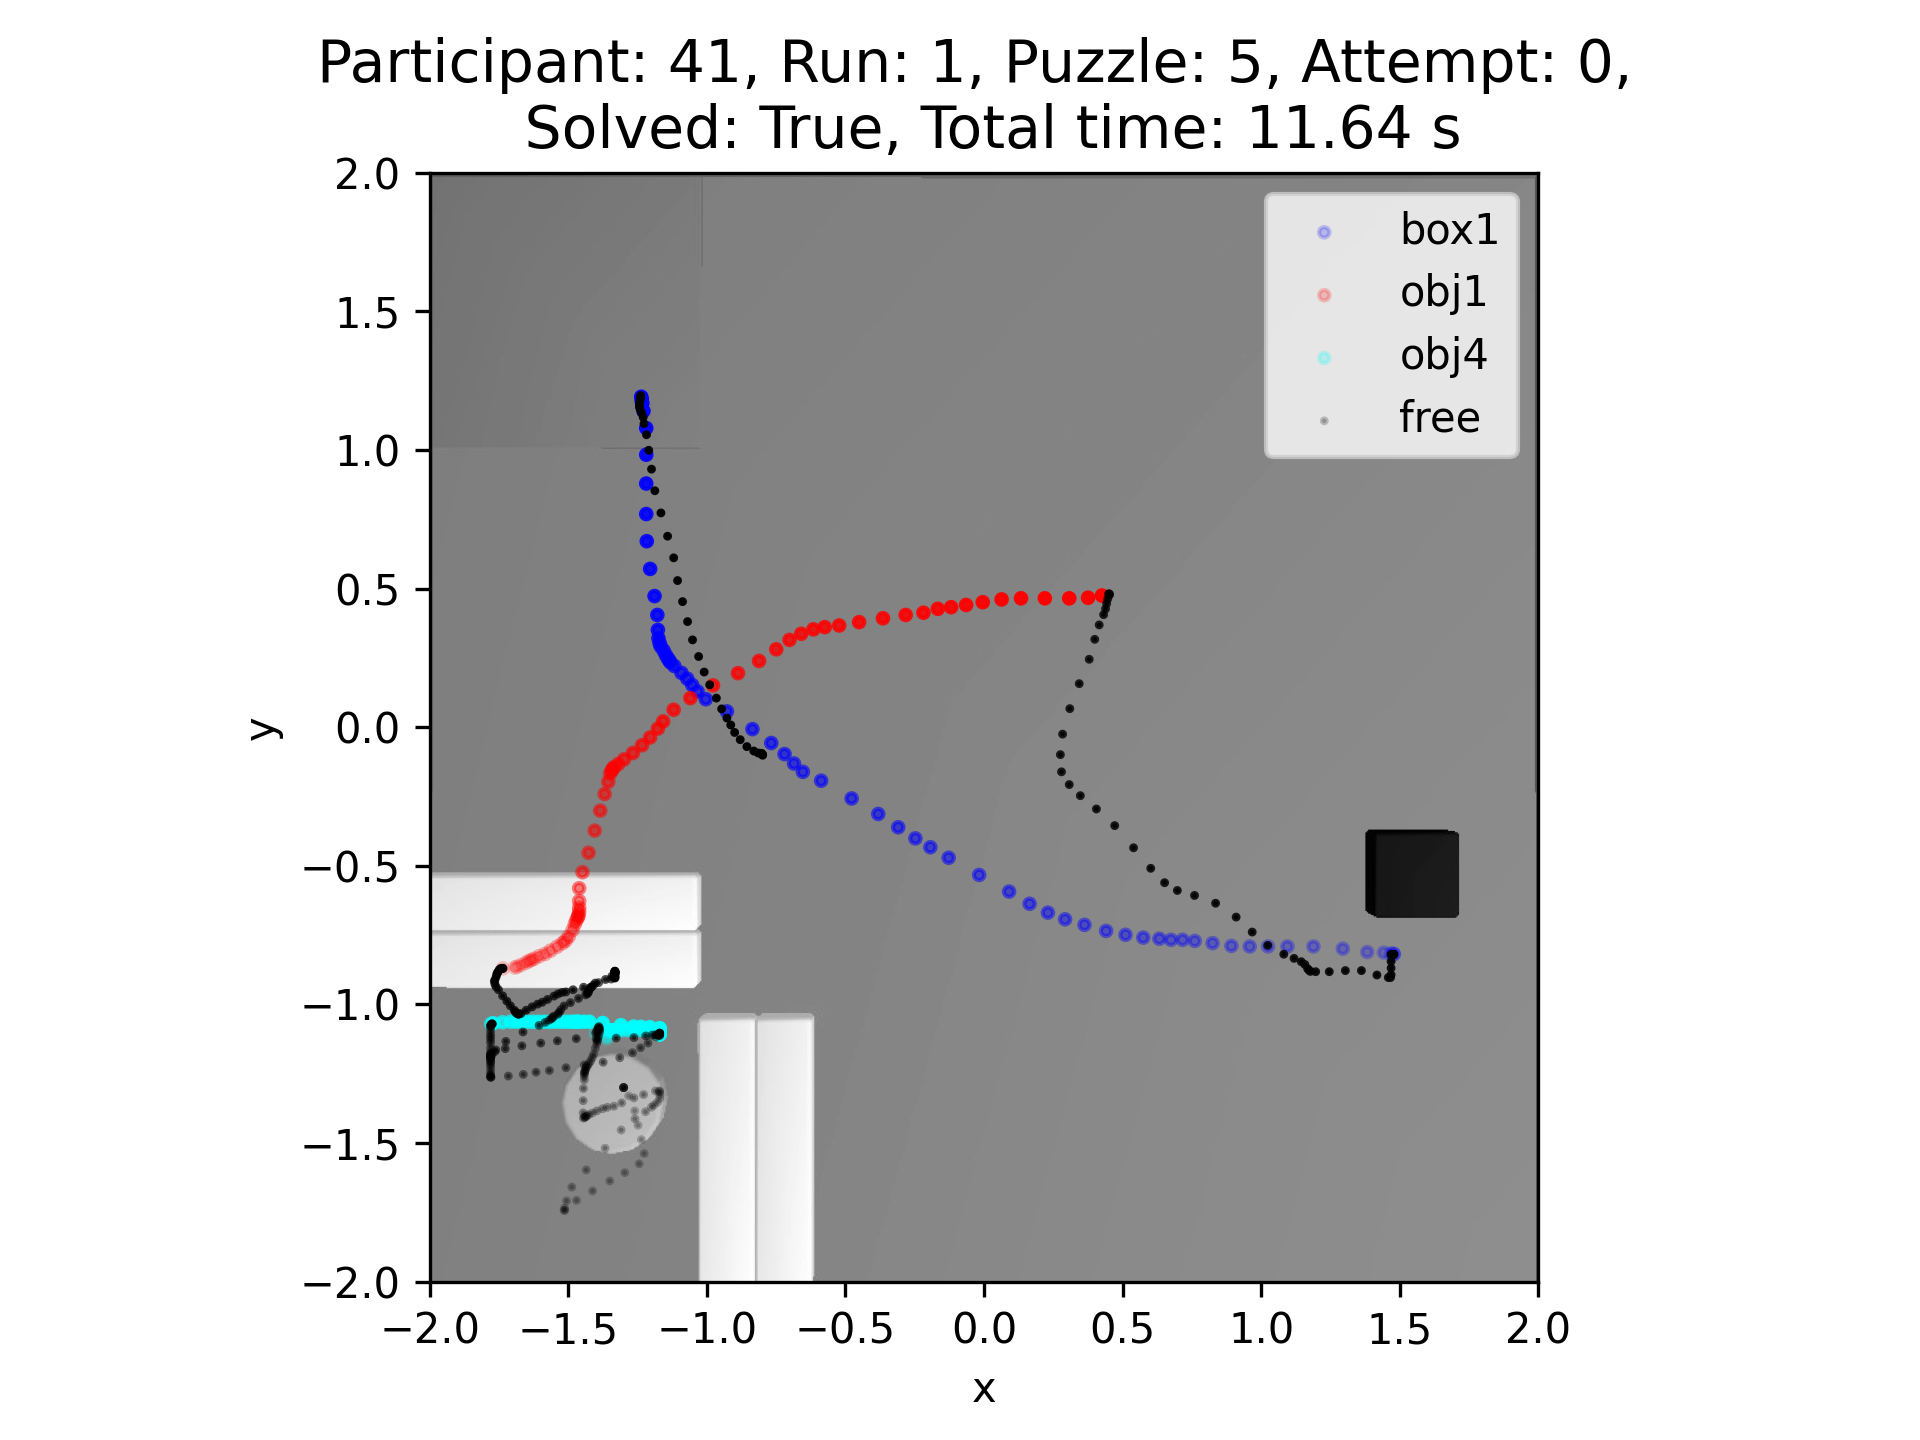 Participant: 41, Run: 1, Puzzle: 5, Attempt: 0,
Solved: True, Total time: 11.64 s
box1
obj1
obj4
free
2.0
1.5
1.0
0.5
0.0
−0.5
−1.0
−1.5
−2.0
y
−2.0 −1.5 −1.0 −0.5 0.0 0.5 1.0 1.5 2.0
x